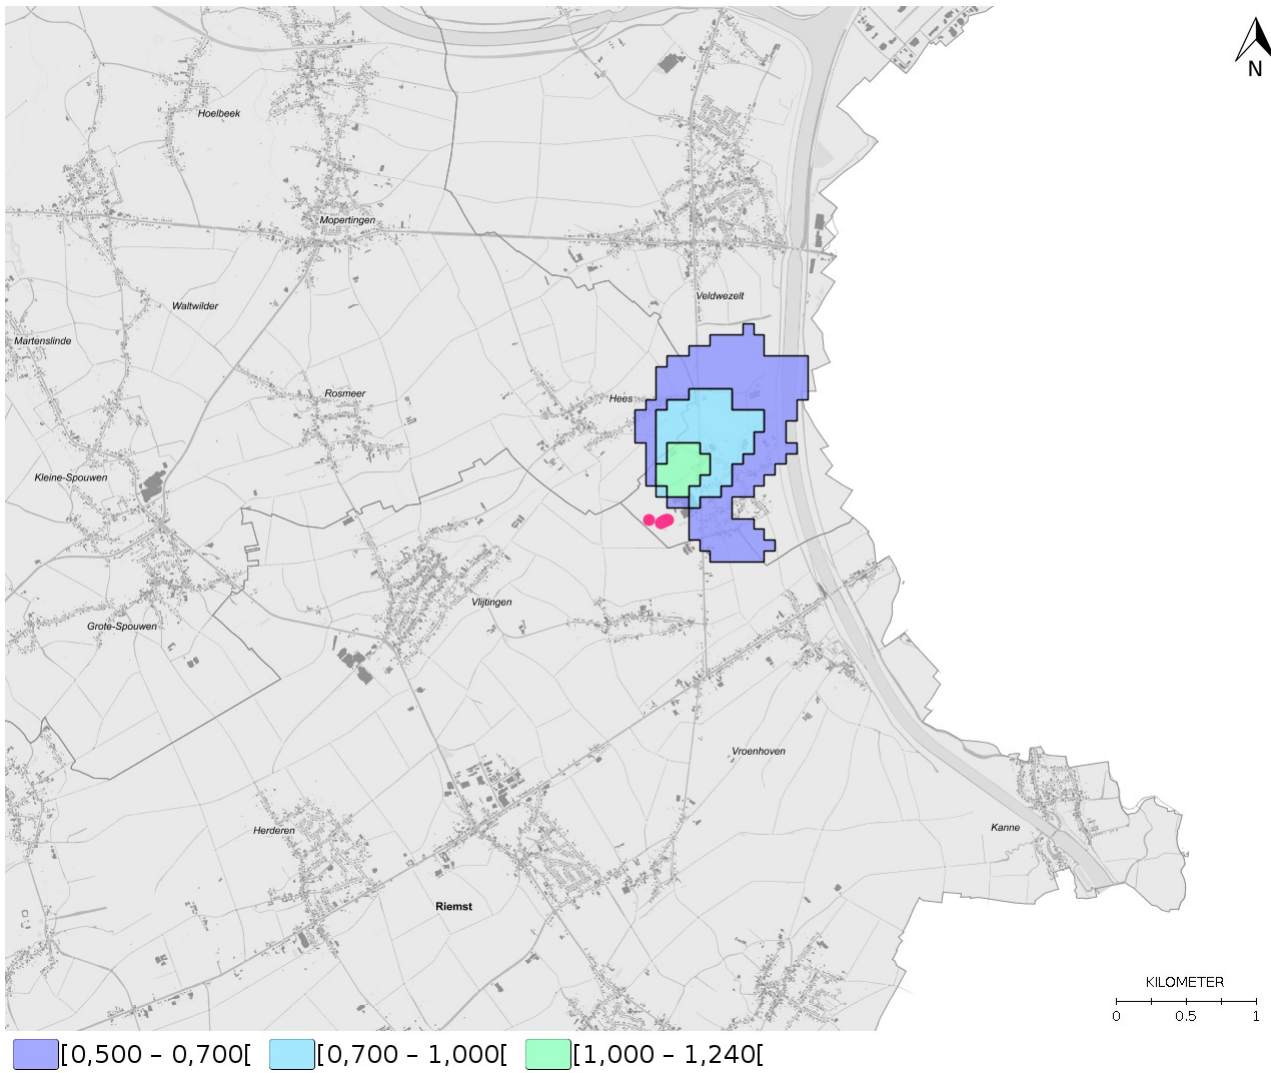 N
Hoelbeek
Mopertingen
Veldwezelt
Waltwilder
Martenslinde
Rosmeer
Hees
Kleine-Spouwen
Vlijtingen
Grote-Spouwen
Vroenhoven
Herderen
Kanne
Riemst
KILOMETER
0 0.5 1
[0,500 – 0,700[ [0,700 – 1,000[ [1,000 – 1,240[